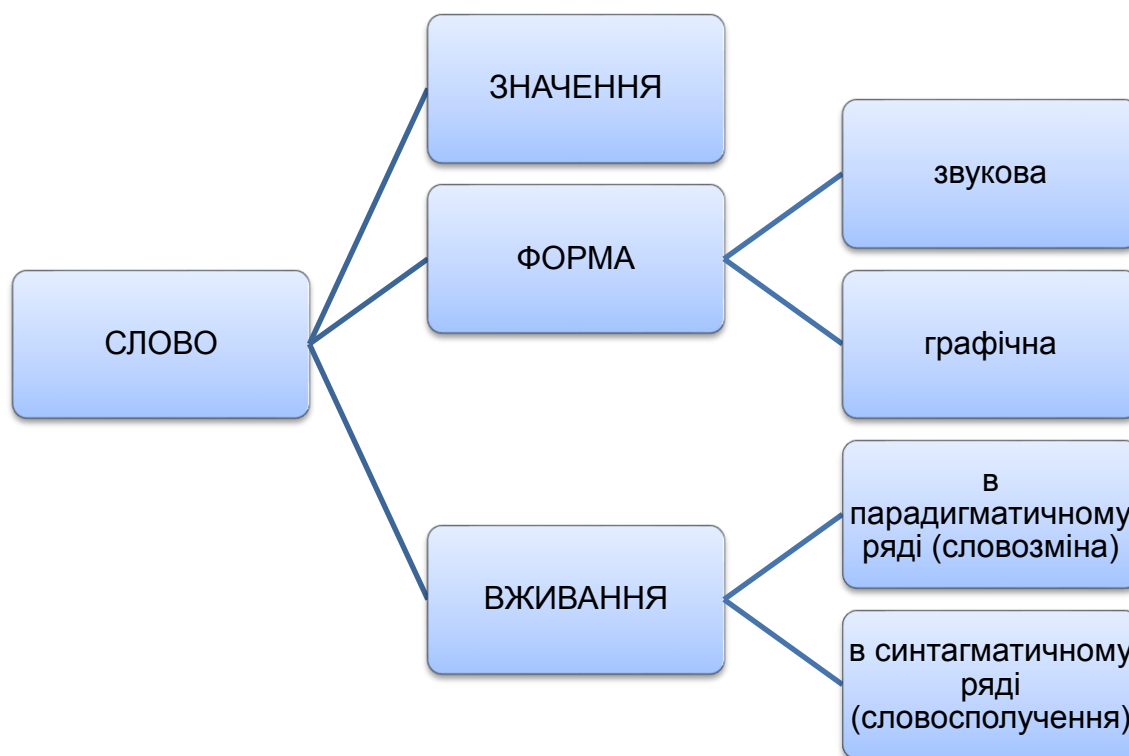 СЛОВО
ЗНАЧЕННЯ
ФОРМА
звукова
графічна
ВЖИВАННЯ
в
парадигматичному
ряді (словозміна)
в синтагматичному
ряді
(словосполучення)